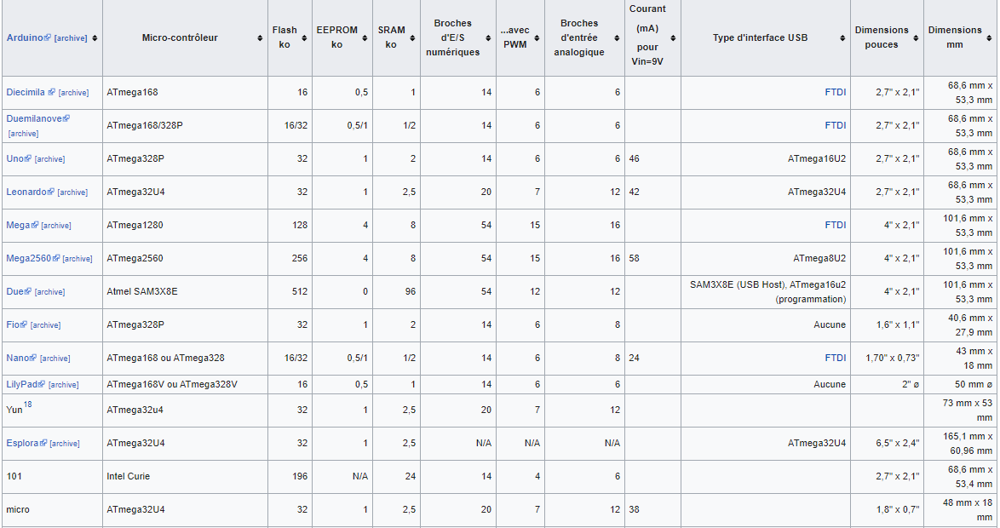 Arduino [archive] Micro-contrôleur Flash ko EEPROM ko SRAM ko Broches d'E/S numériques ...avec PWM Broches d'entrée analogique Courant (mA) pour Vin=9V Type d'interface USB Dimensions pouces Dimensions mm
Diecimila [archive] ATmega168 16 0,5 1 14 6 6 FTDI 2,7" x 2,1" 68,6 mm x 53,3 mm
Duemilanove [archive] ATmega168/328P 16/32 0,5/1 1/2 14 6 6 FTDI 2,7" x 2,1" 68,6 mm x 53,3 mm
Uno [archive] ATmega328P 32 1 2 14 6 6 46 ATmega16U2 2,7" x 2,1" 68,6 mm x 53,3 mm
Leonardo [archive] ATmega32U4 32 1 2,5 20 7 12 42 ATmega32U4 2,7" x 2,1" 68,6 mm x 53,3 mm
Mega [archive] ATmega1280 128 4 8 54 15 16 FTDI 4" x 2,1" 101,6 mm x 53,3 mm
Mega2560 [archive] ATmega2560 256 4 8 54 15 16 58 ATmega8U2 4" x 2,1" 101,6 mm x 53,3 mm
Due [archive] Atmel SAM3X8E 512 0 96 54 12 12 SAM3X8E (USB Host), ATmega16u2 (programmation) 4" x 2,1" 101,6 mm x 53,3 mm
Fio [archive] ATmega328P 32 1 2 14 6 8 Aucune 1,6" x 1,1" 40,6 mm x 27,9 mm
Nano [archive] ATmega168 ou ATmega328 16/32 0,5/1 1/2 14 6 8 24 FTDI 1,70" x 0,73" 43 mm x 18 mm
LilyPad [archive] ATmega168V ou ATmega328V 16 0,5 1 14 6 6 Aucune 2" ø 50 mm ø
Yun 18 ATmega32u4 32 1 2,5 20 7 12 73 mm x 53 mm
Esplora [archive] ATmega32U4 32 1 2,5 N/A N/A N/A ATmega32U4 6,5" x 2,4" 165,1 mm x 60,96 mm
101 Intel Curie 196 N/A 24 14 4 6 2,7" x 2,1" 68,6 mm x 53,4 mm
micro ATmega32U4 32 1 2,5 20 7 12 38 1,8" x 0,7" 48 mm x 18 mm